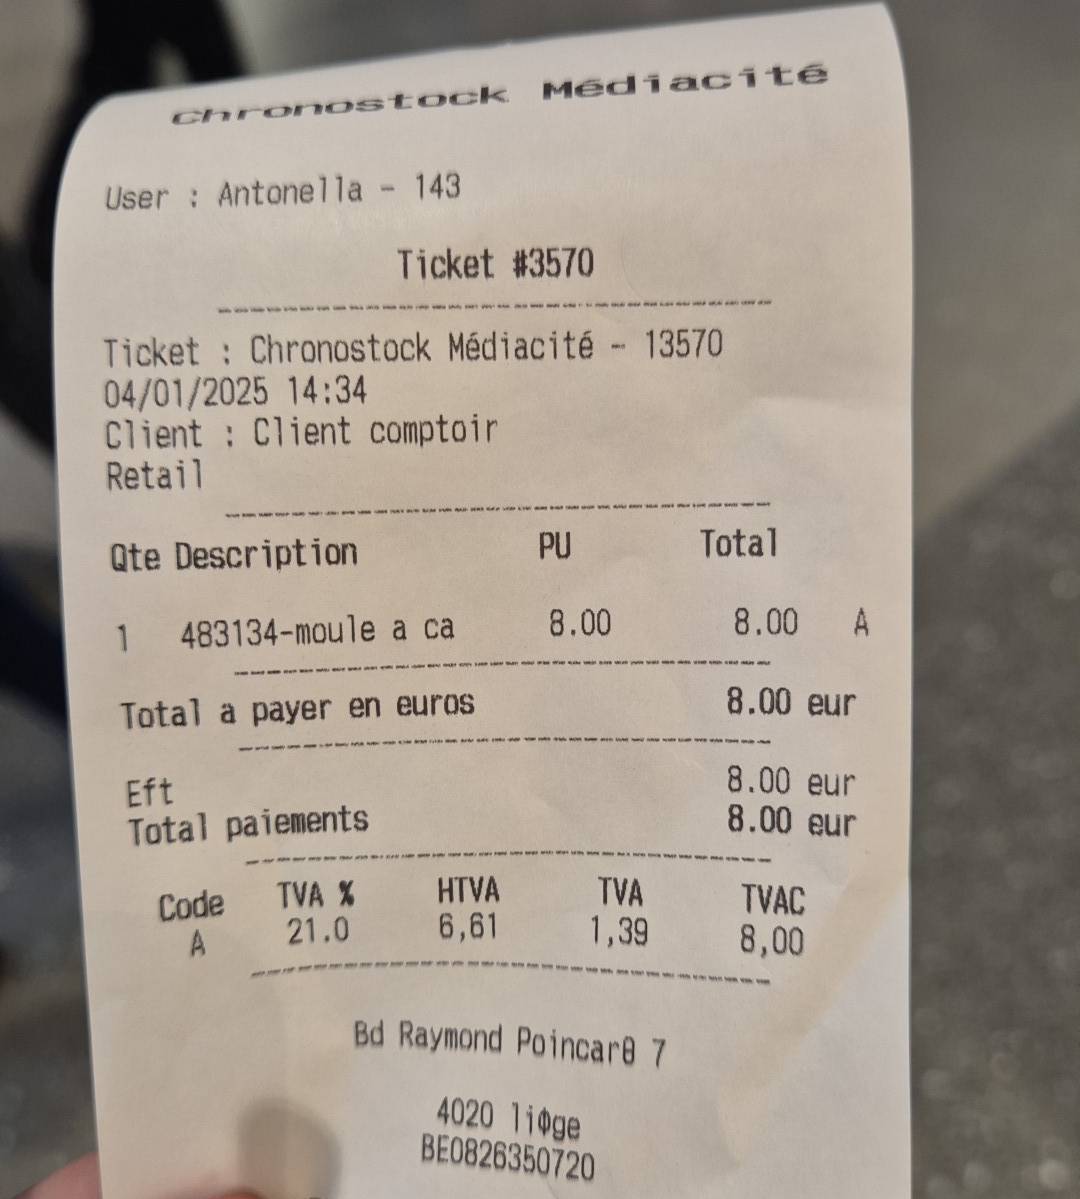 Chronostock Médiacité
User : Antonella - 143
Ticket #3570
Ticket : Chronostock Médiacité - 13570
04/01/2025 14:34
Client : Client comptoir
Retail
Qte Description PU Total
1 483134-moule a ca 8.00 8.00 A
Total a payer en euros 8.00 eur
Eft 8.00 eur
Total paiements 8.00 eur
Code TVA % HTVA TVA TVAC
A 21.0 6,61 1,39 8,00
Bd Raymond PoincarΘ 7
4020 liΦge
BE0826350720